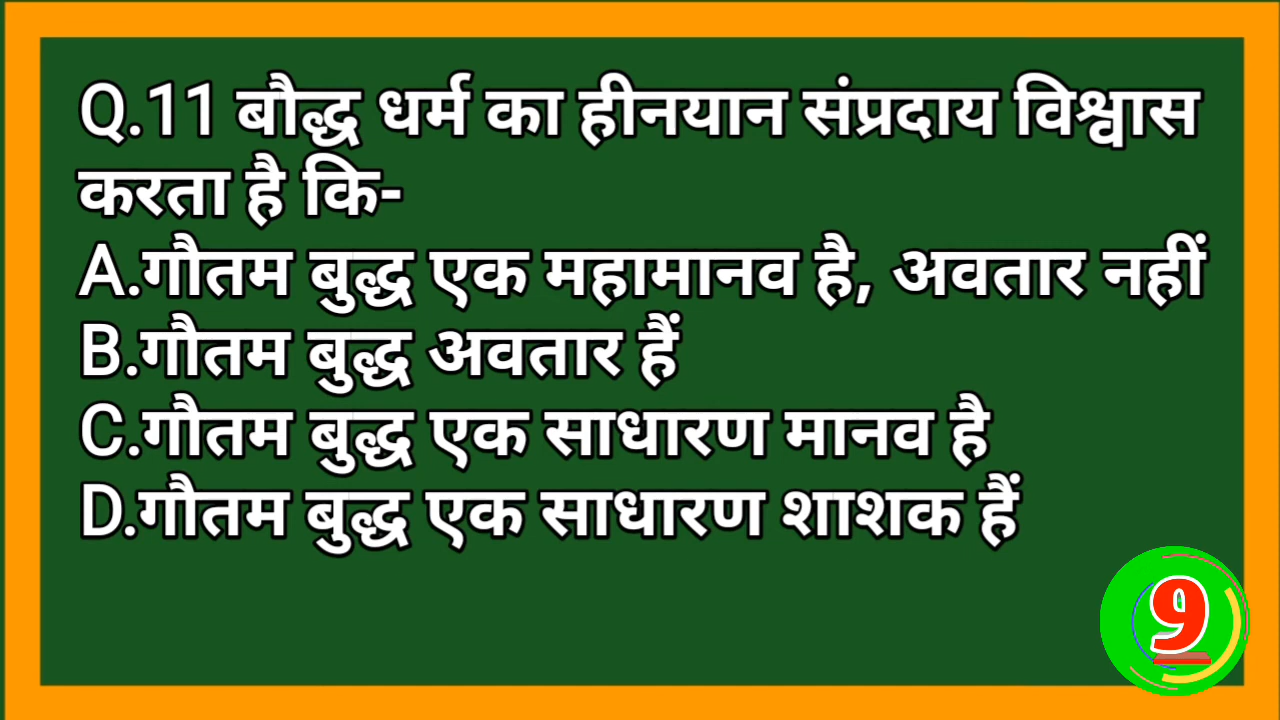 Q.11 बौद्ध धर्म का हीनयान संप्रदाय विश्वास
करता है कि-
A.गौतम बुद्ध एक महामानव है, अवतार नहीं
B.गौतम बुद्ध अवतार हैं
C.गौतम बुद्ध एक साधारण मानव है
D.गौतम बुद्ध एक साधारण शाशक हैं
9